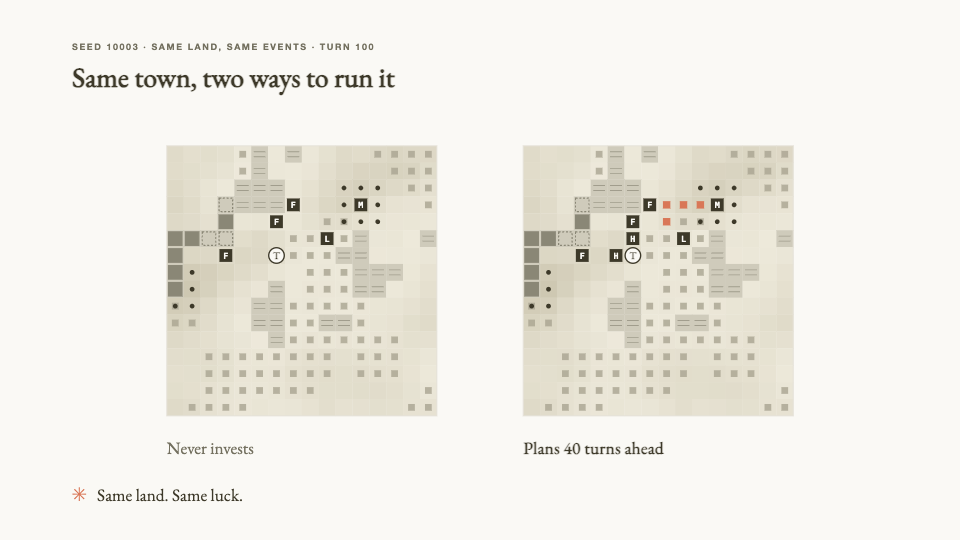 SEED 10003 · SAME LAND, SAME EVENTS · TURN 100
Same town, two ways to run it
F M
F
L
F T
F M
F
H L
F H T
Never invests
Plans 40 turns ahead
Same land. Same luck.